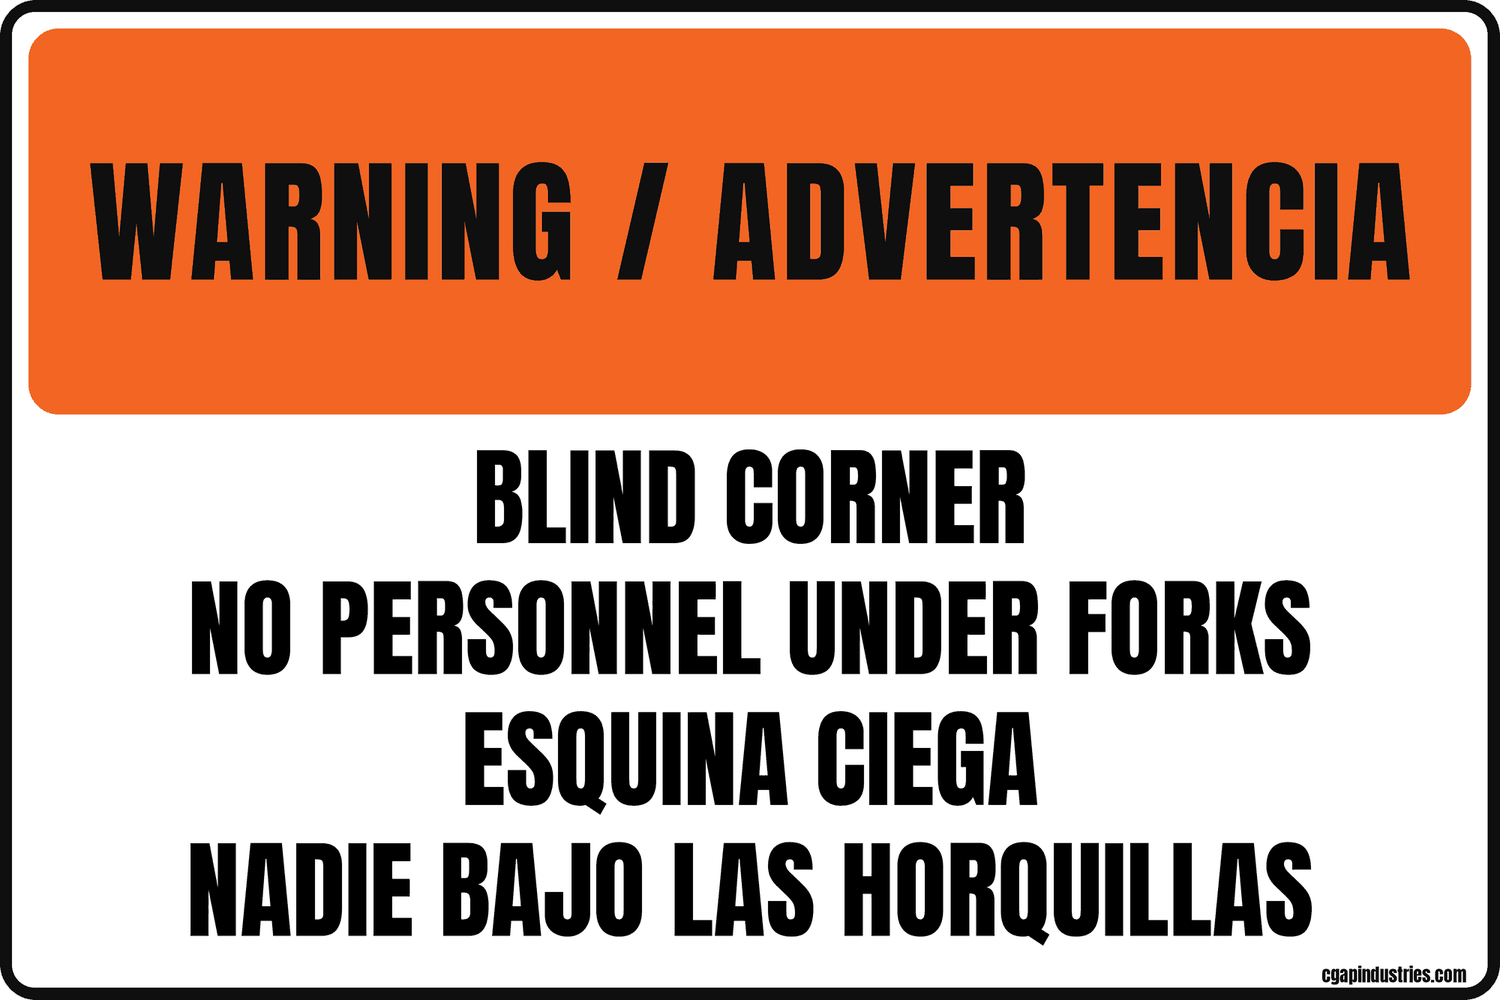 WARNING / ADVERTENCIA
BLIND CORNER
NO PERSONNEL UNDER FORKS
ESQUINA CIEGA
NADIE BAJO LAS HORQUILLAS
cgapindustries.com